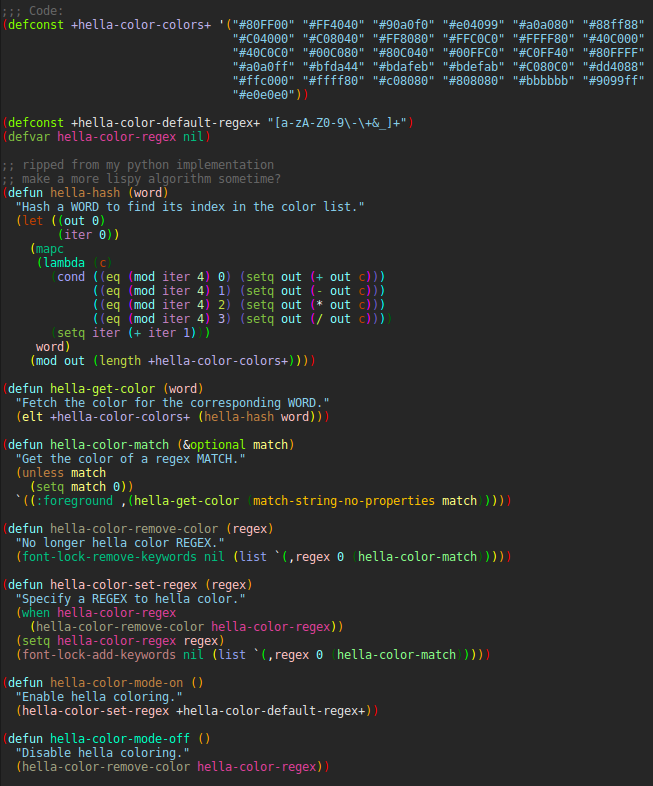 ;;; Code:
(defconst +hella-color-colors+ '("#80FF00" "#FF4040" "#90a0f0" "#e04099" "#a0a080" "#88ff88"
"#C04000" "#C08040" "#FF8080" "#FFC0C0" "#FFFF80" "#40C000"
"#40C0C0" "#00C080" "#80C040" "#00FFC0" "#C0FF40" "#80FFFF"
"#a0a0ff" "#bfda44" "#bdafeb" "#bdefab" "#C080C0" "#dd4088"
"#ffc000" "#ffff80" "#c08080" "#808080" "#bbbbbb" "#9099ff"
"#e0e0e0"))
(defconst +hella-color-default-regex+ "[a-zA-Z0-9\-\+&_]+")
(defvar hella-color-regex nil)
;; ripped from my python implementation
;; make a more lispy algorithm sometime?
(defun hella-hash (word)
"Hash a WORD to find its index in the color list."
(let ((out 0)
(iter 0))
(mapc
(lambda (c)
(cond ((eq (mod iter 4) 0) (setq out (+ out c)))
((eq (mod iter 4) 1) (setq out (- out c)))
((eq (mod iter 4) 2) (setq out (* out c)))
((eq (mod iter 4) 3) (setq out (/ out c))))
(setq iter (+ iter 1)))
word)
(mod out (length +hella-color-colors+))))
(defun hella-get-color (word)
"Fetch the color for the corresponding WORD."
(elt +hella-color-colors+ (hella-hash word)))
(defun hella-color-match (&optional match)
"Get the color of a regex MATCH."
(unless match
(setq match 0))
`((:foreground ,(hella-get-color (match-string-no-properties match)))))
(defun hella-color-remove-color (regex)
"No longer hella color REGEX."
(font-lock-remove-keywords nil (list `(,regex 0 (hella-color-match)))))
(defun hella-color-set-regex (regex)
"Specify a REGEX to hella color."
(when hella-color-regex
(hella-color-remove-color hella-color-regex))
(setq hella-color-regex regex)
(font-lock-add-keywords nil (list `(,regex 0 (hella-color-match)))))
(defun hella-color-mode-on ()
"Enable hella coloring."
(hella-color-set-regex +hella-color-default-regex+))
(defun hella-color-mode-off ()
"Disable hella coloring."
(hella-color-remove-color hella-color-regex))